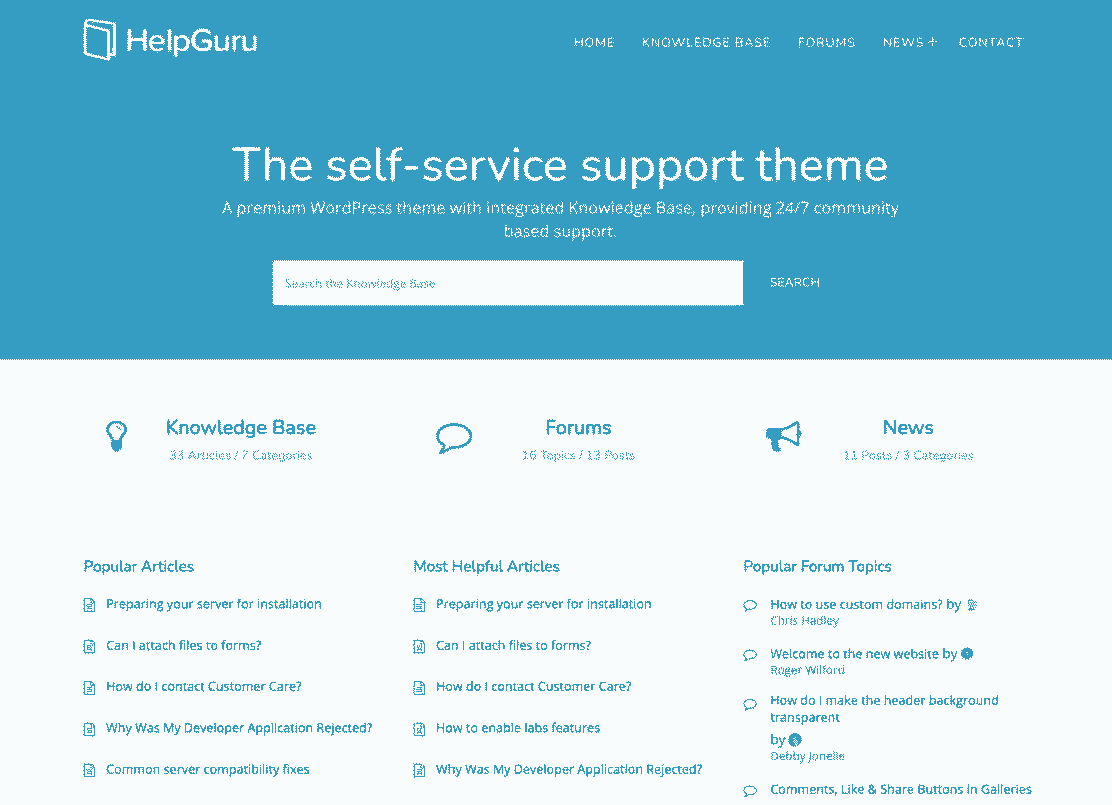 HelpGuru
HOME KNOWLEDGE BASE FORUMS NEWS + CONTACT
The self-service support theme
A premium WordPress theme with integrated Knowledge Base, providing 24/7 community
based support.
Search the Knowledge Base
SEARCH
Knowledge Base
33 Articles / 7 Categories
Forums
16 Topics / 13 Posts
News
11 Posts / 3 Categories
Popular Articles
Preparing your server for installation
Can I attach files to forms?
How do I contact Customer Care?
Why Was My Developer Application Rejected?
Common server compatibility fixes
Most Helpful Articles
Preparing your server for installation
Can I attach files to forms?
How do I contact Customer Care?
How to enable labs features
Why Was My Developer Application Rejected?
Popular Forum Topics
How to use custom domains? by
Chris Hadley
Welcome to the new website by
Roger Wilford
How do I make the header background
transparent
by
Debby Jonelle
Comments, Like & Share Buttons In Galleries